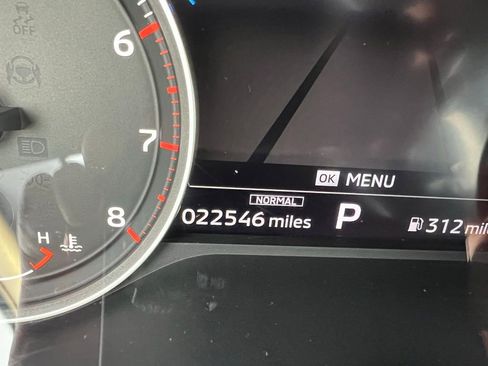 OFF
6
7
OK MENU
NORMAL
8
022546 miles P 312 mil
H